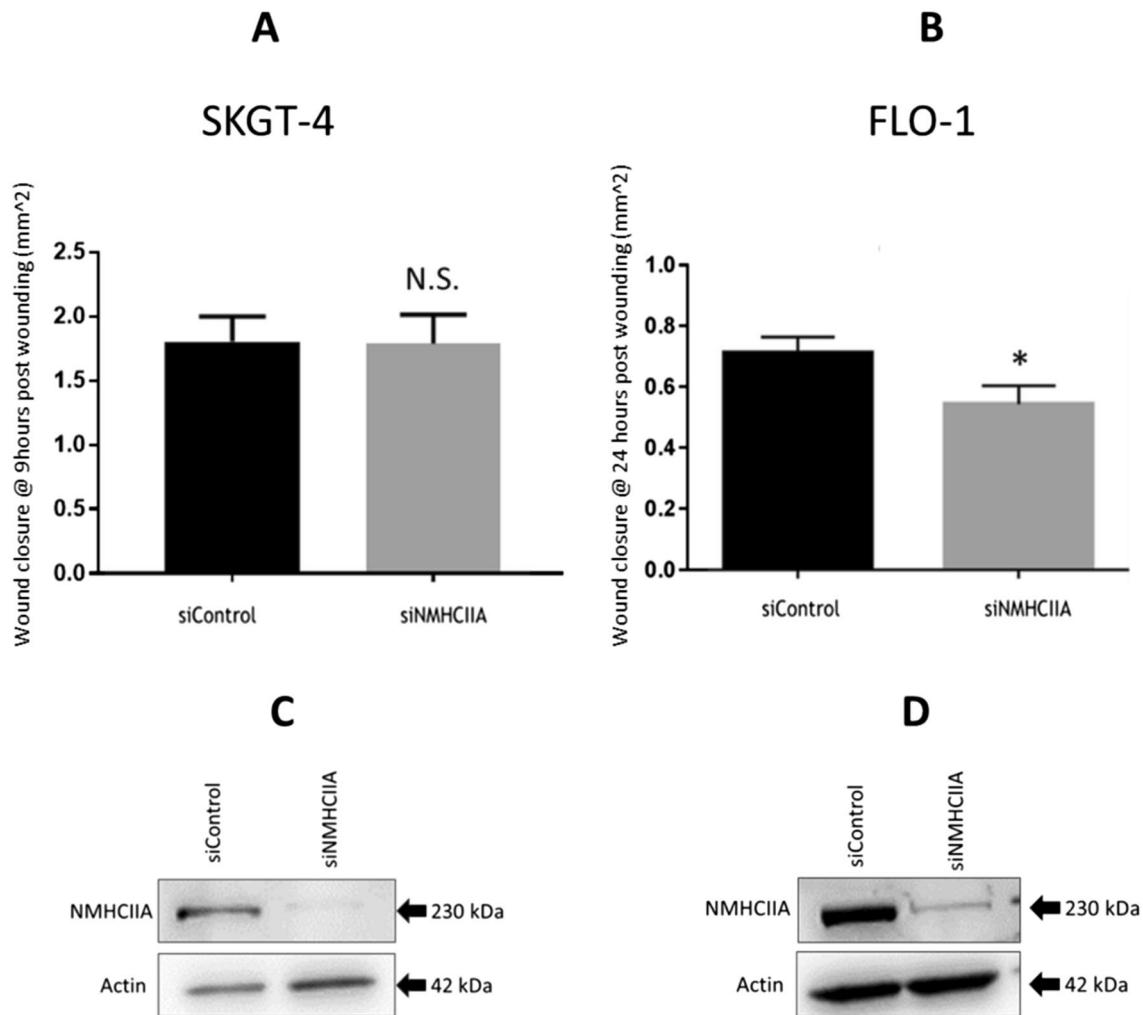 A
SKGT-4
Wound closure @ 9hours post wounding (mm^2)
2.5
2.0
1.5
1.0
0.5
0.0
N.S.
siControl
siNMHCIIA
B
FLO-1
Wound closure @ 24 hours post wounding (mm^2)
1.0
0.8
0.6
0.4
0.2
0.0
*
siControl
siNMHCIIA
C
siControl
siNMHCIIA
NMHCIIA
230 kDa
Actin
42 kDa
D
siControl
siNMHCIIA
NMHCIIA
230 kDa
Actin
42 kDa